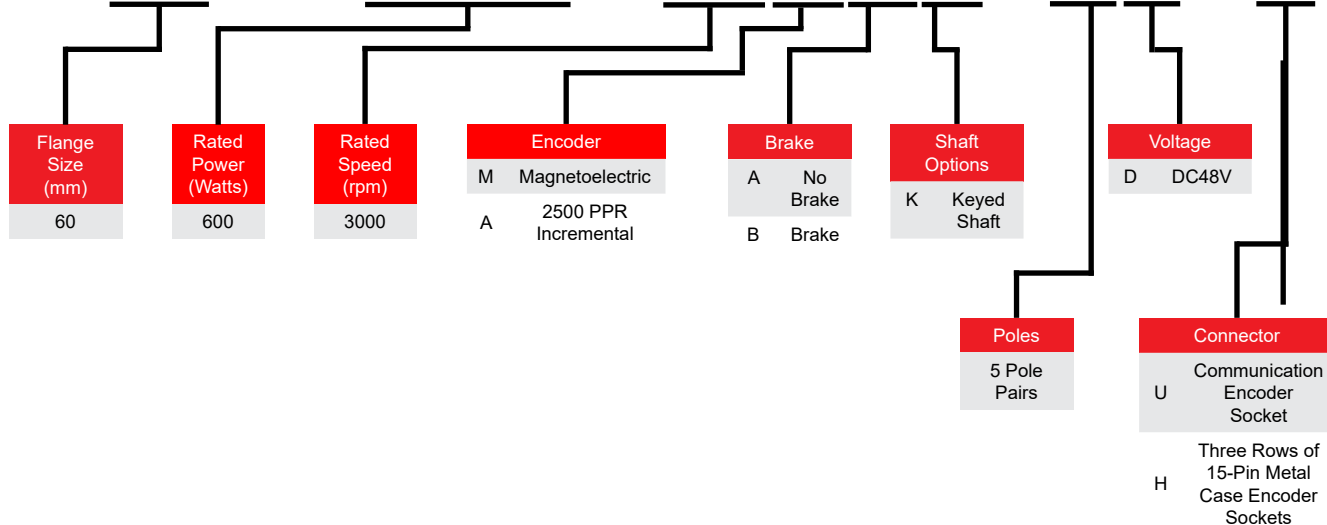 Flange
Size
(mm)
60
Rated
Power
(Watts)
600
Rated
Speed
(rpm)
3000
Encoder
M Magnetoelectric
A 2500 PPR
Incremental
Brake
A No
Brake
B Brake
Shaft
Options
K Keyed
Shaft
Voltage
D DC48V
Poles
5 Pole
Pairs
Connector
U Communication
Encoder
Socket
H Three Rows of
15-Pin Metal
Case Encoder
Sockets